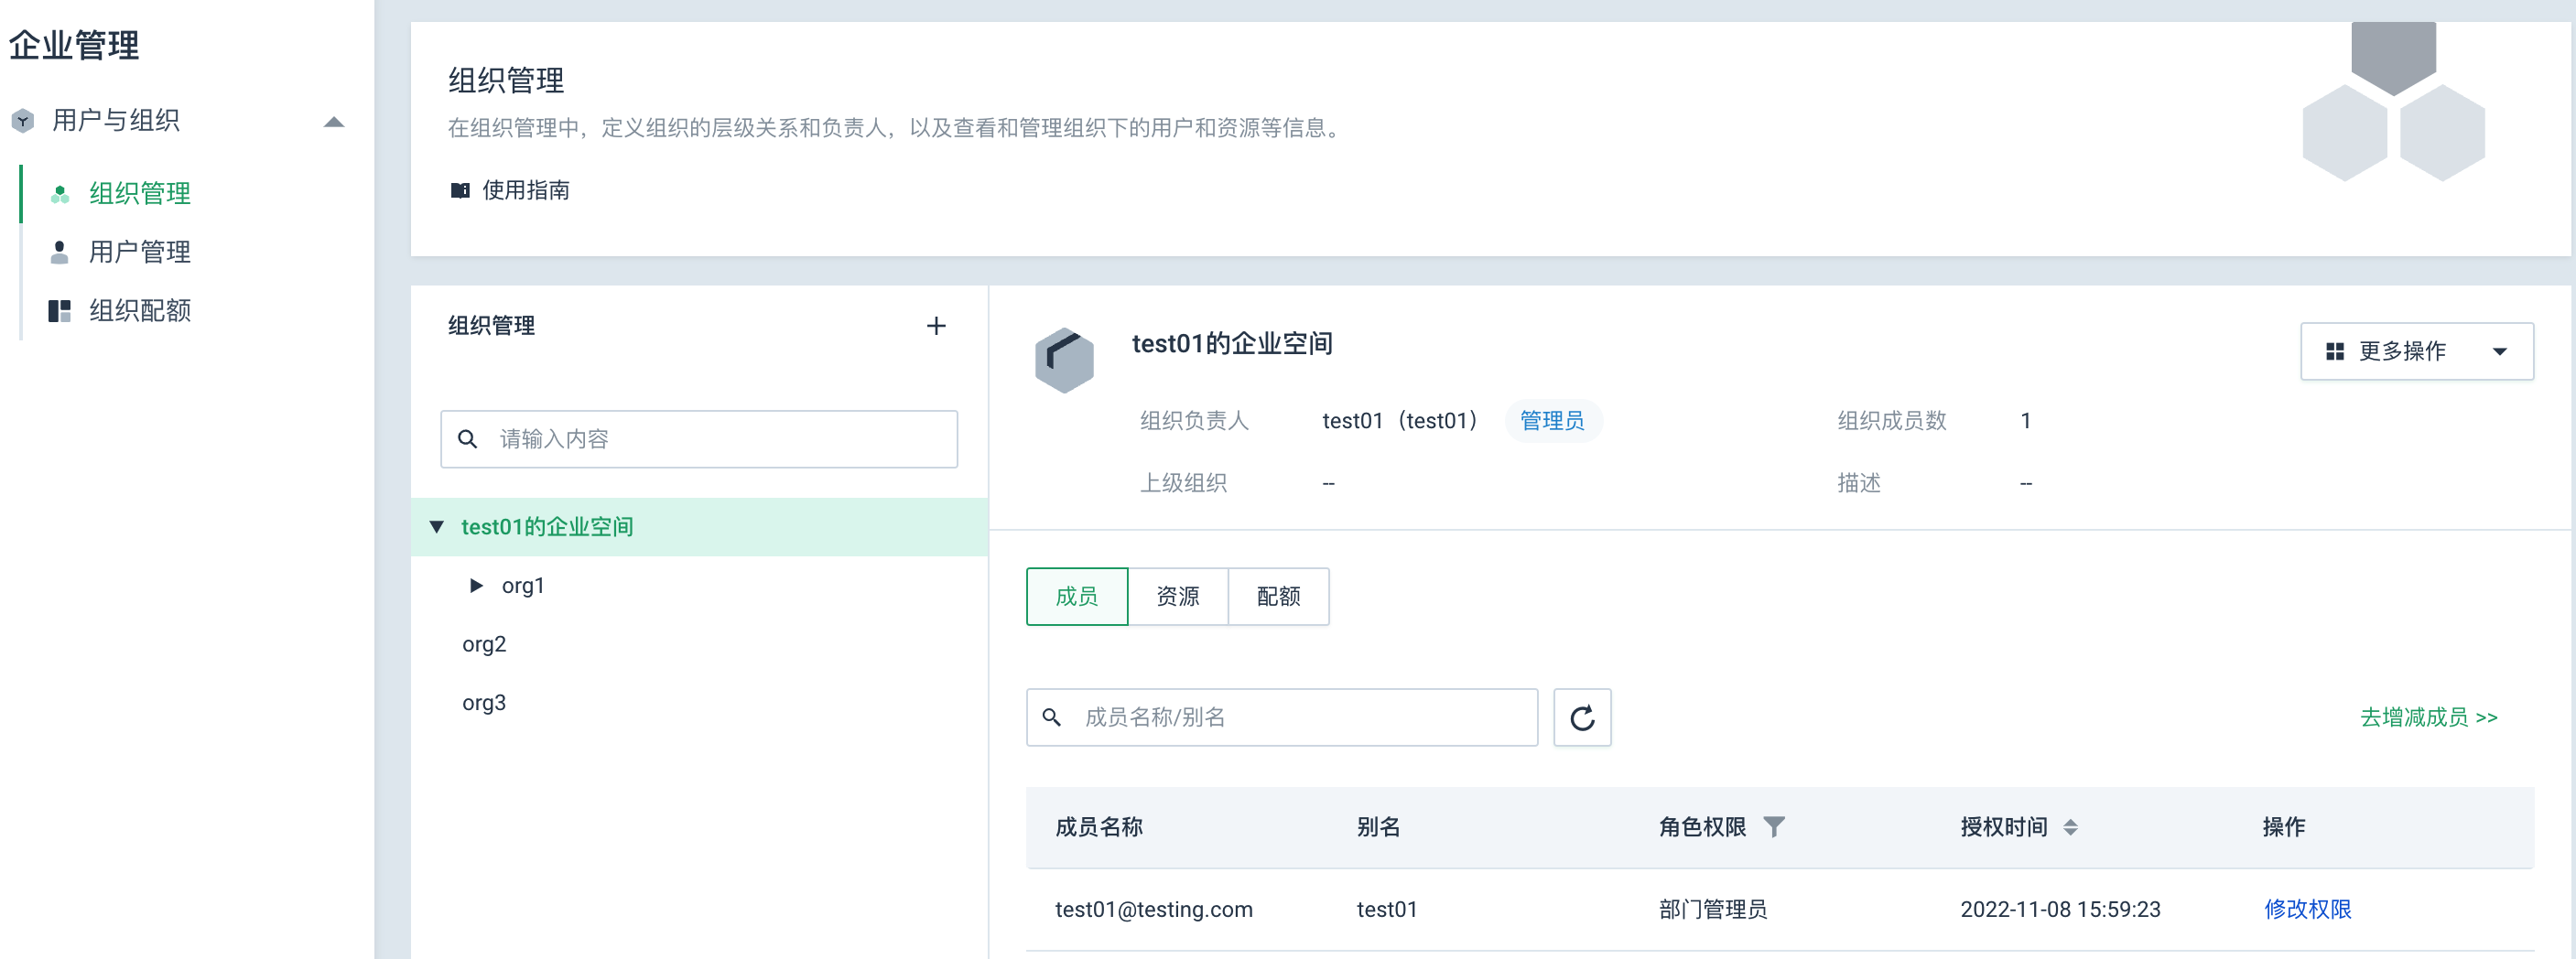 企业管理
用户与组织
组织管理
用户管理
组织配额
组织管理
在组织管理中，定义组织的层级关系和负责人，以及查看和管理组织下的用户和资源等信息。
使用指南
组织管理
请输入内容
test01的企业空间
org1
org2
org3
test01的企业空间
更多操作
组织负责人 test01（test01） 管理员 组织成员数 1
上级组织 -- 描述 --
成员 资源 配额
成员名称/别名
去增减成员 >>
成员名称 别名 角色权限 授权时间 操作
test01@testing.com test01 部门管理员 2022-11-08 15:59:23 修改权限